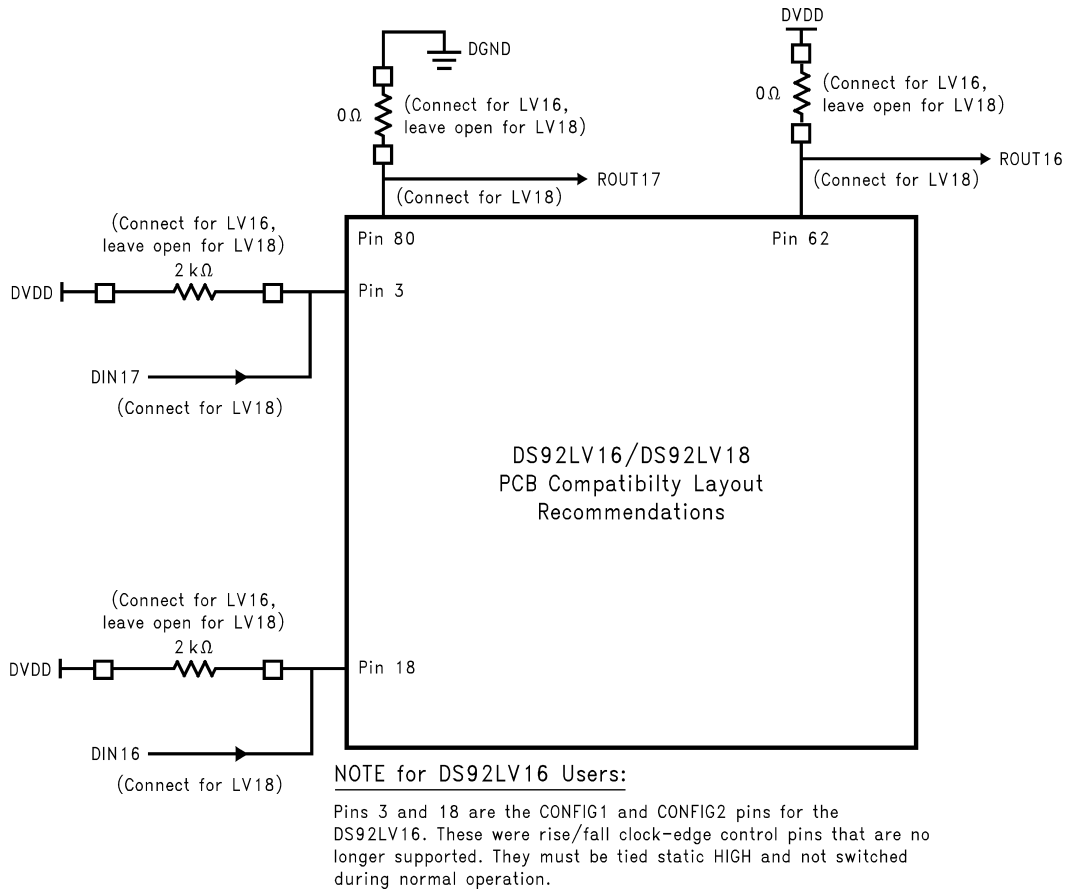 DVDD
DGND
0Ω
(Connect for LV16,
leave open for LV18)
0Ω
(Connect for LV16,
leave open for LV18)
ROUT17
(Connect for LV18)
ROUT16
(Connect for LV18)
(Connect for LV16,
leave open for LV18)
2kΩ
DVDD
Pin 80
Pin 62
Pin 3
DIN17
(Connect for LV18)
DS92LV16/DS92LV18
PCB Compatibilty Layout
Recommendations
(Connect for LV16,
leave open for LV18)
2kΩ
DVDD
Pin 18
DIN16
(Connect for LV18)
NOTE for DS92LV16 Users:
Pins 3 and 18 are the CONFIG1 and CONFIG2 pins for the
DS92LV16. These were rise/fall clock-edge control pins that are no
longer supported. They must be tied static HIGH and not switched
during normal operation.